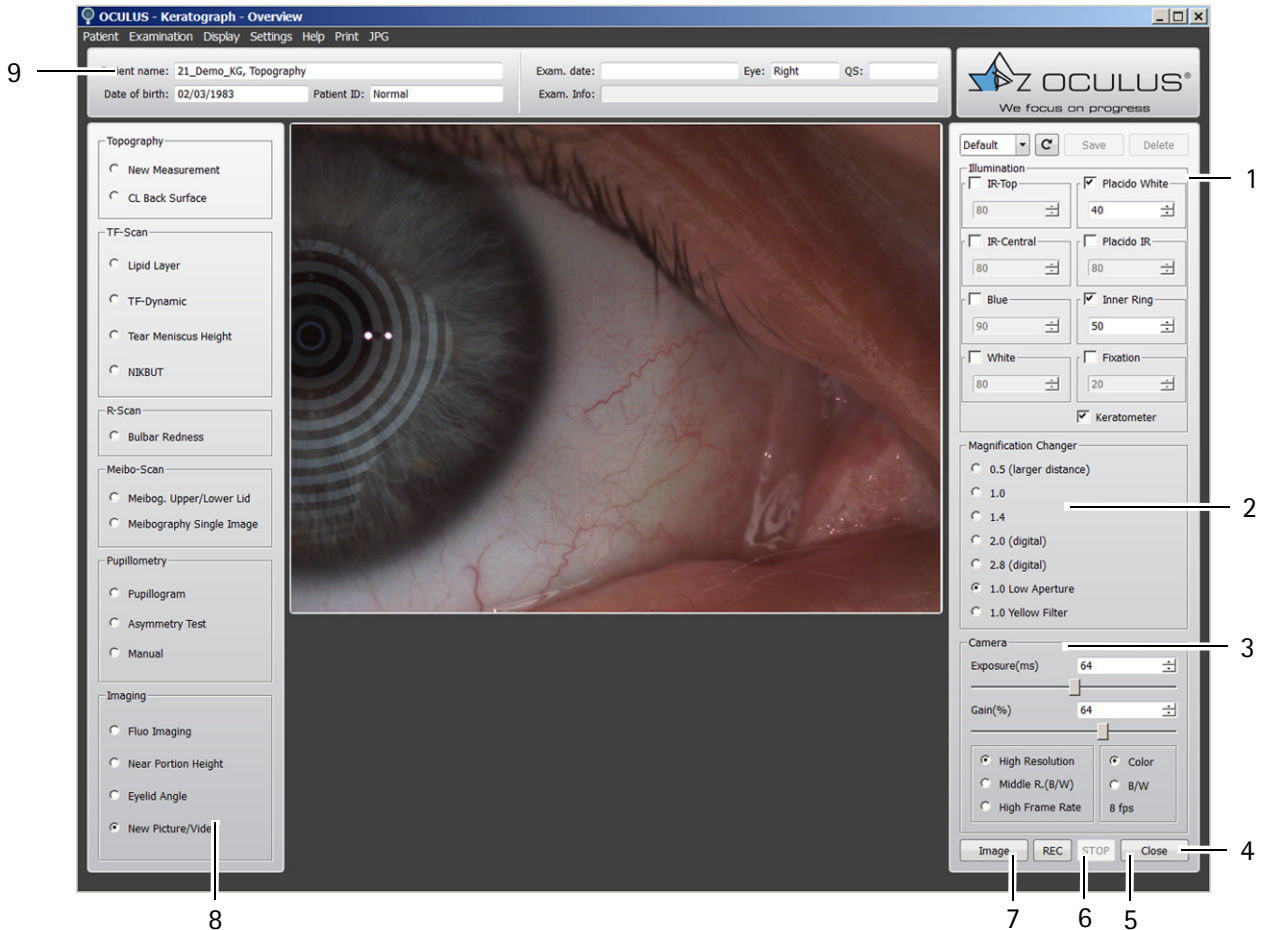 OCULUS - Keratograph - Overview
Patient Examination Display Settings Help Print JPG
Patient name: 21_Demo_KG, Topography
Date of birth: 02/03/1983 Patient ID: Normal
Exam. date: Eye: Right QS:
Exam. Info:
OCULUS®
We focus on progress
9
Topography
New Measurement
CL Back Surface
TF-Scan
Lipid Layer
TF-Dynamic
Tear Meniscus Height
NIKBUT
R-Scan
Bulbar Redness
Meibo-Scan
Meibog. Upper/Lower Lid
Meibography Single Image
Pupillometry
Pupillogram
Asymmetry Test
Manual
Imaging
Fluo Imaging
Near Portion Height
Eyelid Angle
New Picture/Vide
8
Default Save Delete
Illumination
IR-Top Placido White
80 40
IR-Central Placido IR
80 80
Blue Inner Ring
90 50
White Fixation
80 20
Keratometer
1
Magnification Changer
0.5 (larger distance)
1.0
1.4
2.0 (digital)
2.8 (digital)
1.0 Low Aperture
1.0 Yellow Filter
2
Camera
3
Exposure(ms) 64
Gain(%) 64
High Resolution Color
Middle R.(B/W) B/W
High Frame Rate 8 fps
Image REC STOP Close
4
7 6 5